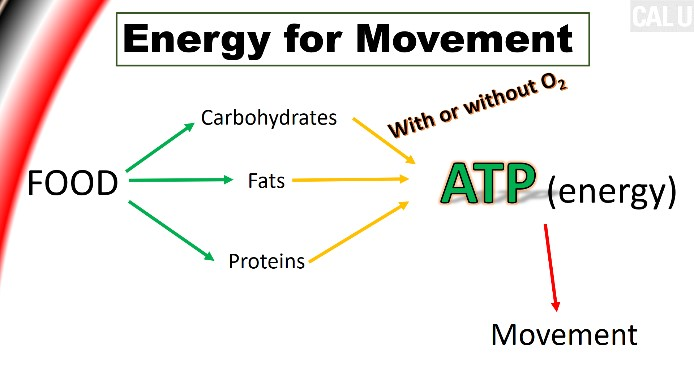 CAL U
Energy for Movement
With or without O₂
Carbohydrates
FOOD
Fats
ATP (energy)
Proteins
Movement